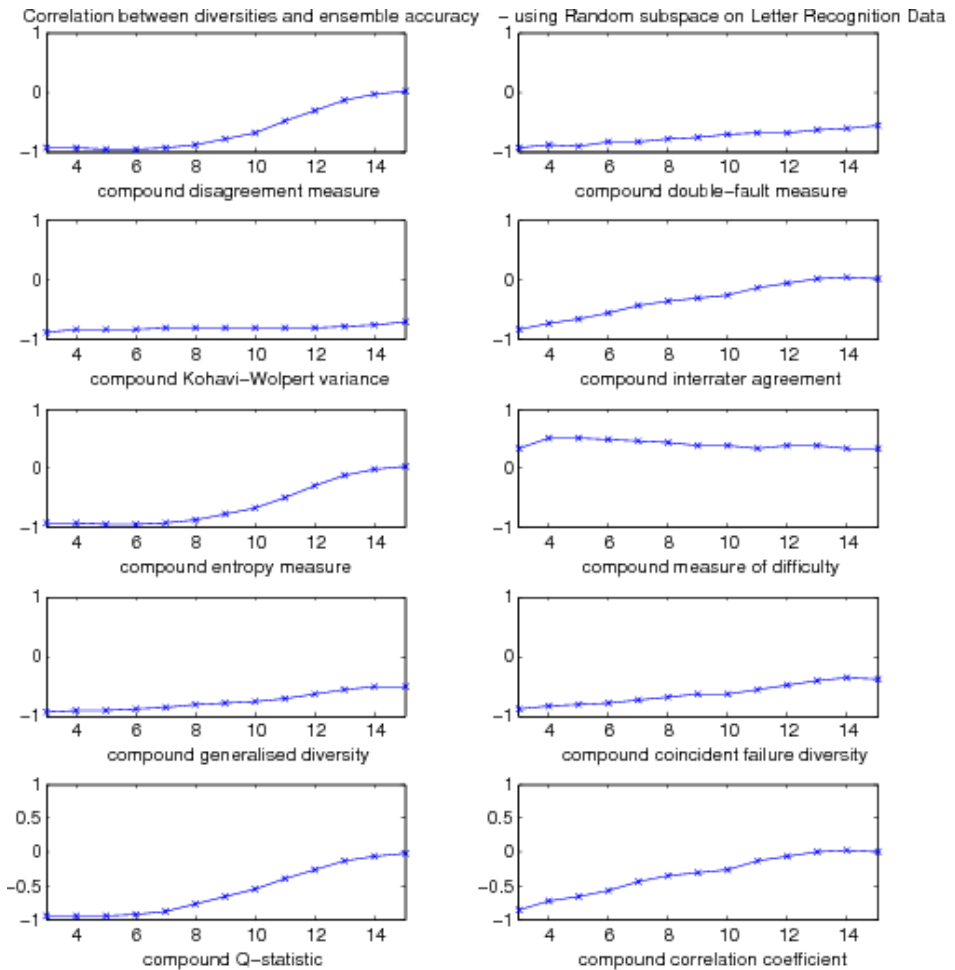 Correlation between diversities and ensemble accuracy – using Random subspace on Letter Recognition Data
1
0
−1
4 6 8 10 12 14
compound disagreement measure
1
0
−1
4 6 8 10 12 14
compound double−fault measure
1
0
−1
4 6 8 10 12 14
compound Kohavi−Wolpert variance
1
0
−1
4 6 8 10 12 14
compound interrater agreement
1
0
−1
4 6 8 10 12 14
compound entropy measure
1
0
−1
4 6 8 10 12 14
compound measure of difficulty
1
0
−1
4 6 8 10 12 14
compound generalised diversity
1
0
−1
4 6 8 10 12 14
compound coincident failure diversity
1
0.5
0
−0.5
−1
4 6 8 10 12 14
compound Q−statistic
1
0.5
0
−0.5
−1
4 6 8 10 12 14
compound correlation coefficient